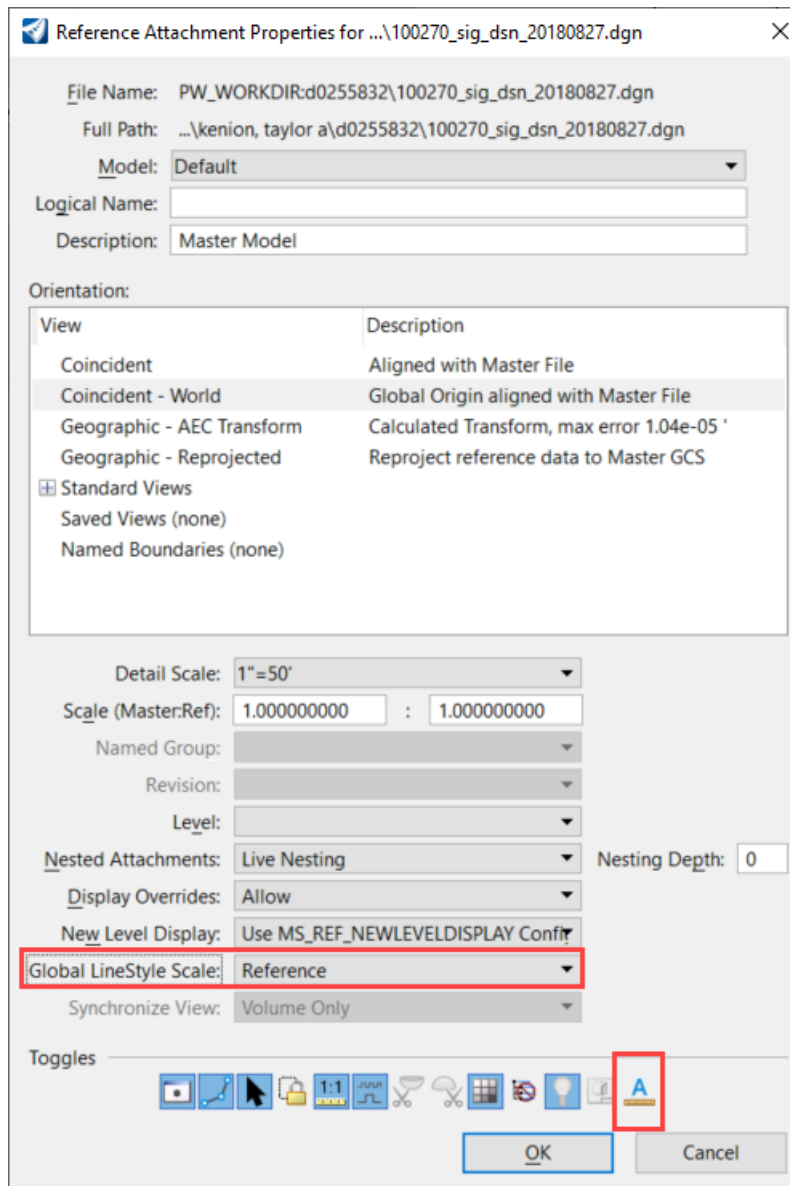 Reference Attachment Properties for ...\100270_sig_dsn_20180827.dgn
File Name: PW_WORKDIR:d0255832\100270_sig_dsn_20180827.dgn
Full Path: ...\kenion, taylor a\d0255832\100270_sig_dsn_20180827.dgn
Model: Default
Logical Name:
Description: Master Model
Orientation:
View Description
Coincident Aligned with Master File
Coincident - World Global Origin aligned with Master File
Geographic - AEC Transform Calculated Transform, max error 1.04e-05 '
Geographic - Reprojected Reproject reference data to Master GCS
Standard Views
Saved Views (none)
Named Boundaries (none)
Detail Scale: 1"=50'
Scale (Master:Ref): 1.000000000 : 1.000000000
Named Group:
Revision:
Level:
Nested Attachments: Live Nesting Nesting Depth: 0
Display Overrides: Allow
New Level Display: Use MS_REF_NEWLEVELDISPLAY Config
Global LineStyle Scale: Reference
Synchronize View: Volume Only
Toggles
1:1 A
OK Cancel